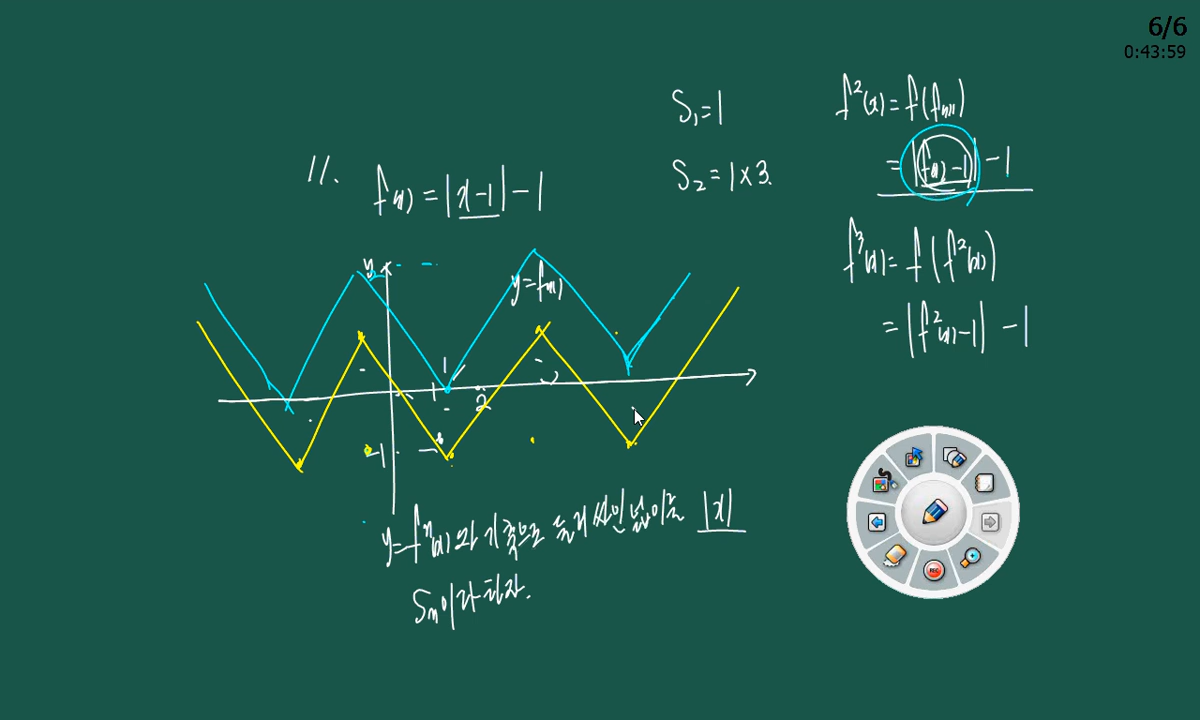 6/6
0:43:59
11.
f(x) = |x-1| -1
S₁=1
S₂ = 1×3.
f²(x) = f(f(x))
= |f(x)-1| -1
f³(x) = f(f²(x))
= |f²(x)-1| -1
y
y=f(x)
1
1
2
-1
y=fⁿ(x)와 x축으로 둘러싸인 넓이를 |x|
Sₙ이라 하자.
REC